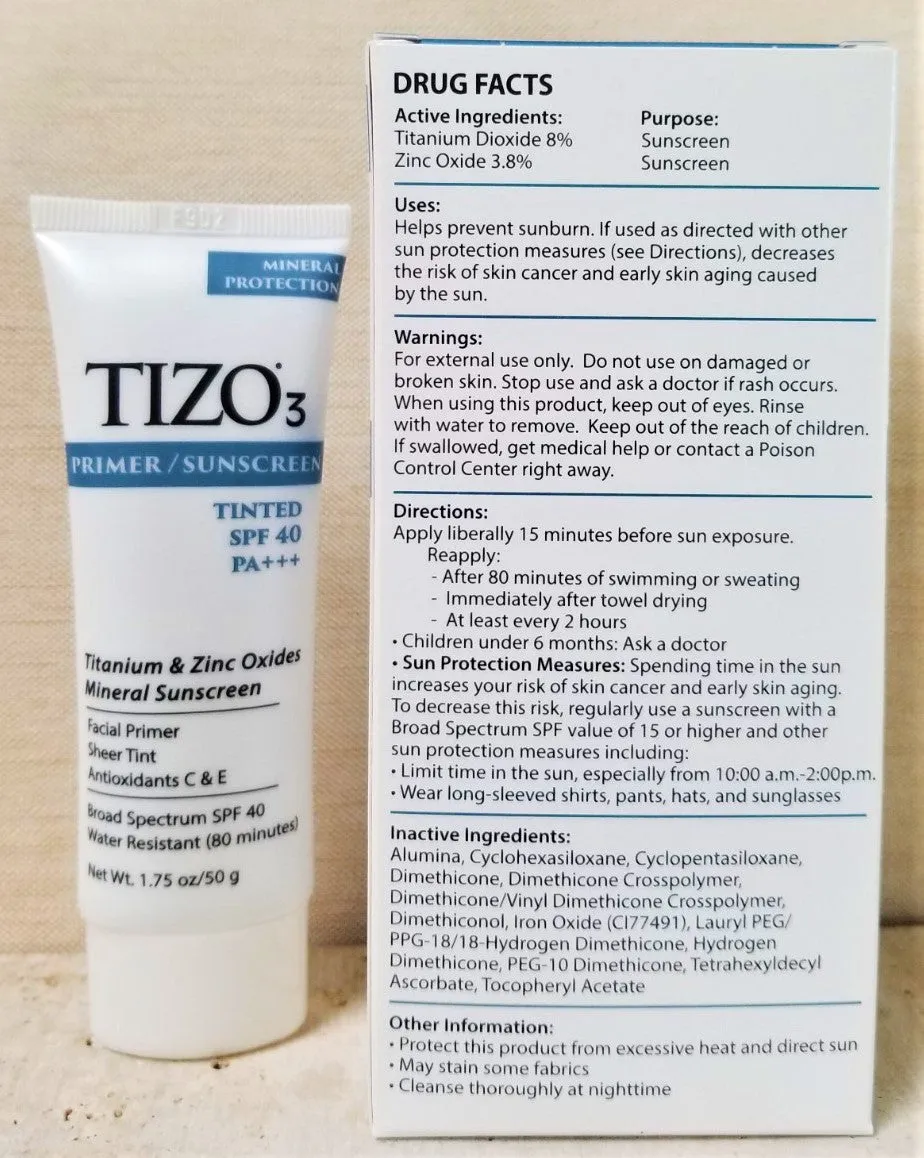 E902
MINERAL
PROTECTION
TIZO®3
PRIMER / SUNSCREEN
TINTED
SPF 40
PA+++
Titanium & Zinc Oxides
Mineral Sunscreen
Facial Primer
Sheer Tint
Antioxidants C & E
Broad Spectrum SPF 40
Water Resistant (80 minutes)
Net Wt. 1.75 oz/50 g
DRUG FACTS
Active Ingredients: Purpose:
Titanium Dioxide 8% Sunscreen
Zinc Oxide 3.8% Sunscreen
Uses:
Helps prevent sunburn. If used as directed with other
sun protection measures (see Directions), decreases
the risk of skin cancer and early skin aging caused
by the sun.
Warnings:
For external use only. Do not use on damaged or
broken skin. Stop use and ask a doctor if rash occurs.
When using this product, keep out of eyes. Rinse
with water to remove. Keep out of the reach of children.
If swallowed, get medical help or contact a Poison
Control Center right away.
Directions:
Apply liberally 15 minutes before sun exposure.
Reapply:
- After 80 minutes of swimming or sweating
- Immediately after towel drying
- At least every 2 hours
• Children under 6 months: Ask a doctor
• Sun Protection Measures: Spending time in the sun
increases your risk of skin cancer and early skin aging.
To decrease this risk, regularly use a sunscreen with a
Broad Spectrum SPF value of 15 or higher and other
sun protection measures including:
• Limit time in the sun, especially from 10:00 a.m.-2:00p.m.
• Wear long-sleeved shirts, pants, hats, and sunglasses
Inactive Ingredients:
Alumina, Cyclohexasiloxane, Cyclopentasiloxane,
Dimethicone, Dimethicone Crosspolymer,
Dimethicone/Vinyl Dimethicone Crosspolymer,
Dimethiconol, Iron Oxide (CI77491), Lauryl PEG/
PPG-18/18-Hydrogen Dimethicone, Hydrogen
Dimethicone, PEG-10 Dimethicone, Tetrahexyldecyl
Ascorbate, Tocopheryl Acetate
Other Information:
• Protect this product from excessive heat and direct sun
• May stain some fabrics
• Cleanse thoroughly at nighttime